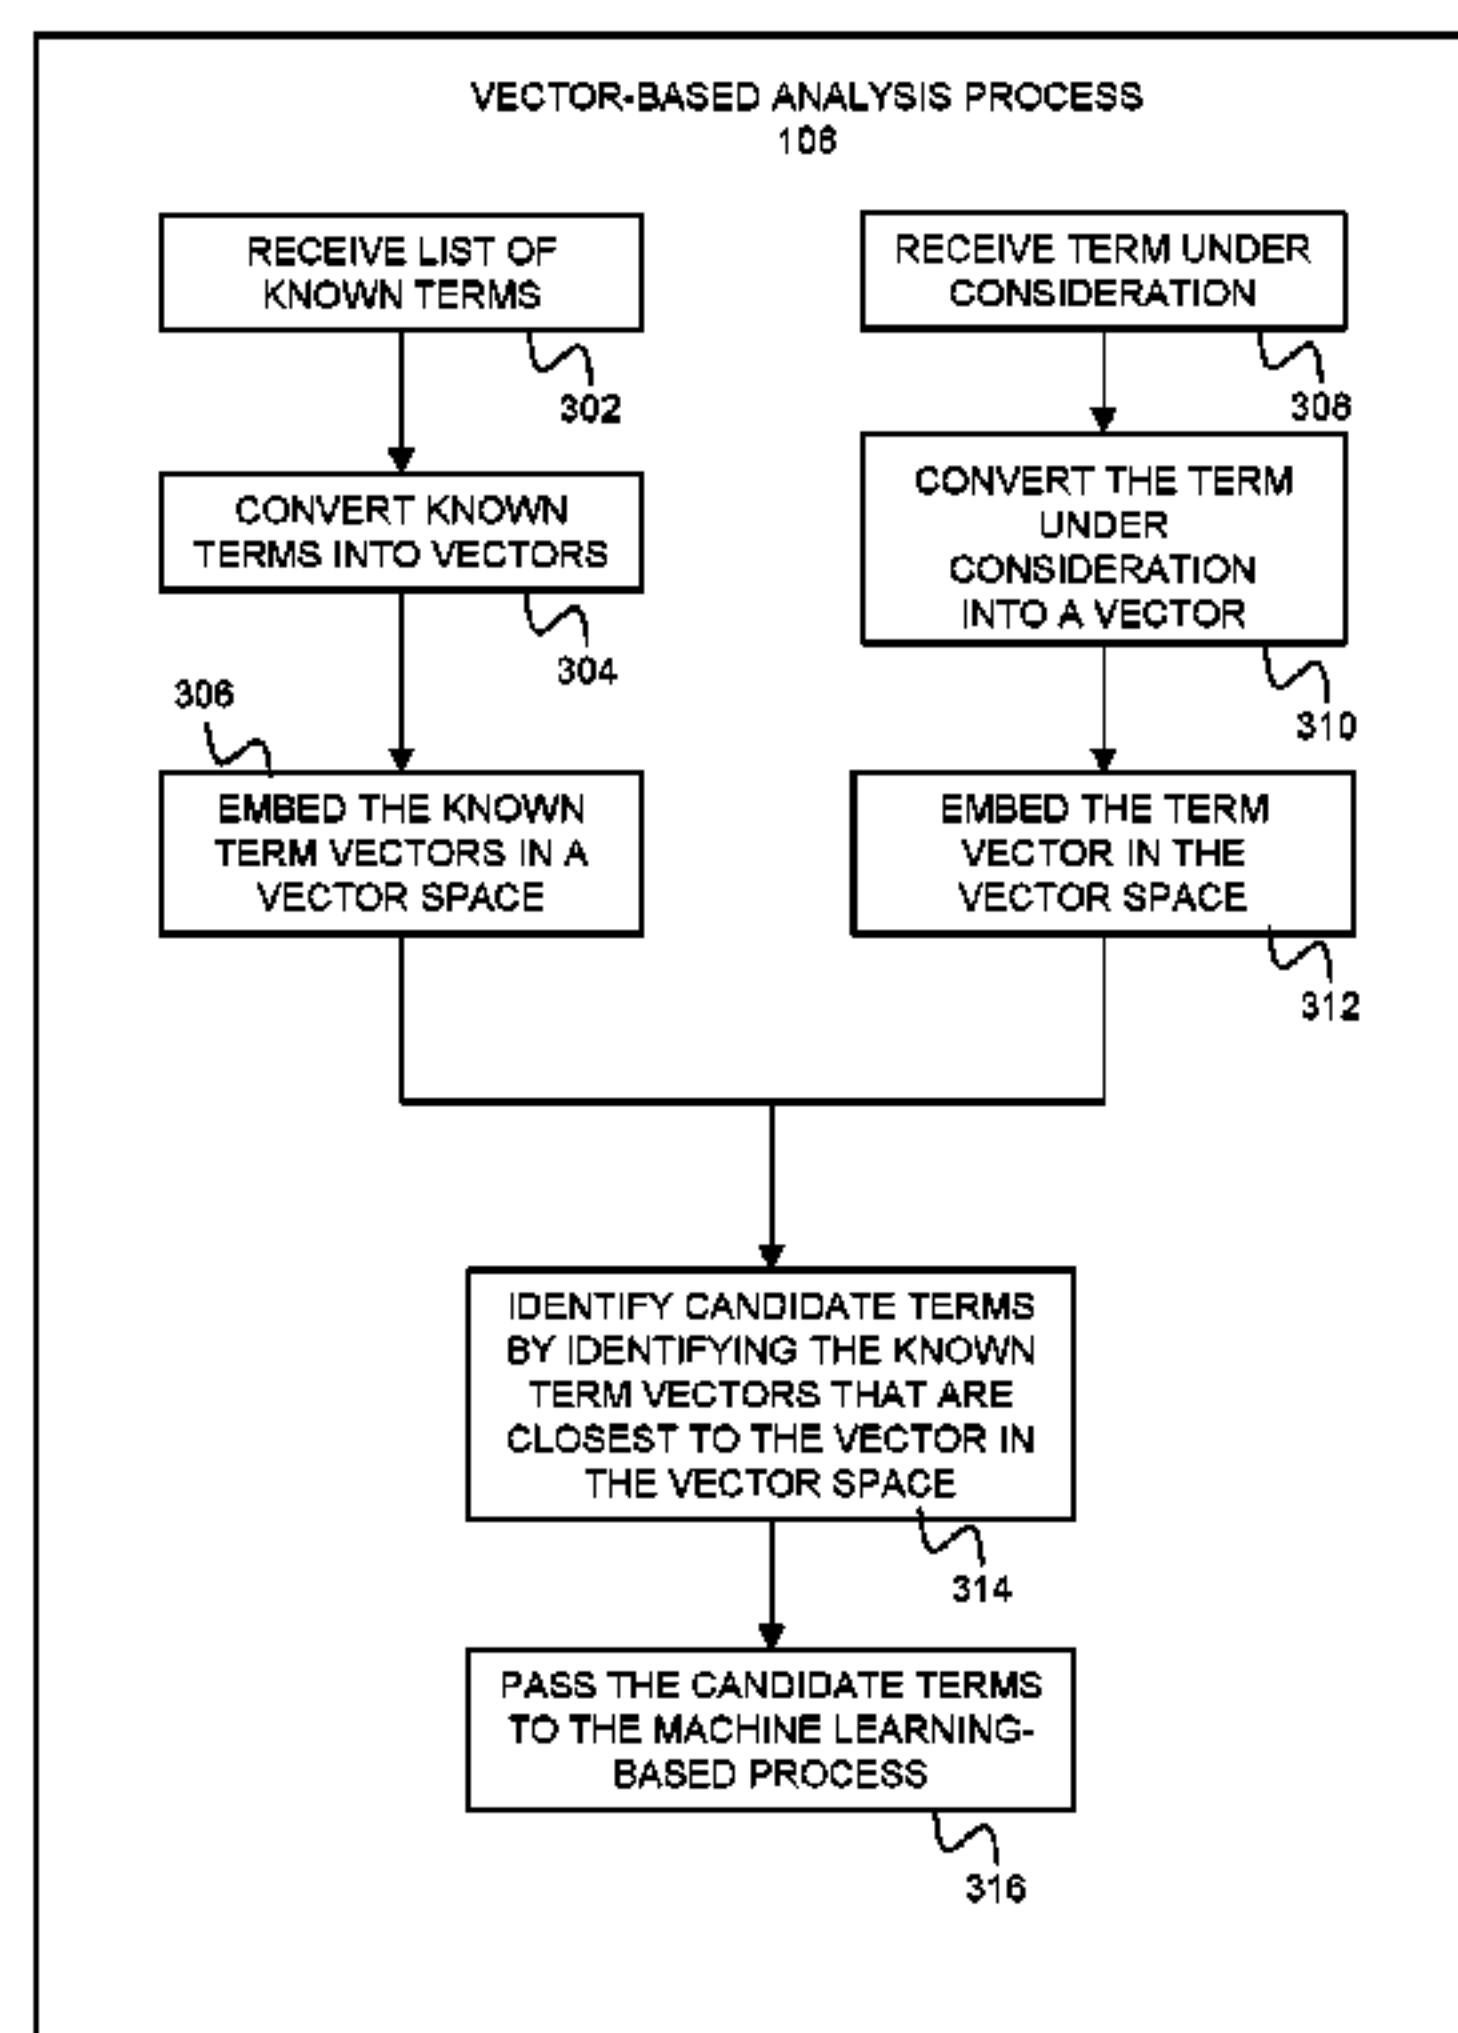 VECTOR-BASED ANALYSIS PROCESS
106
RECEIVE LIST OF
KNOWN TERMS
302
CONVERT KNOWN
TERMS INTO VECTORS
304
306
EMBED THE KNOWN
TERM VECTORS IN A
VECTOR SPACE
RECEIVE TERM UNDER
CONSIDERATION
308
CONVERT THE TERM
UNDER
CONSIDERATION
INTO A VECTOR
310
EMBED THE TERM
VECTOR IN THE
VECTOR SPACE
312
IDENTIFY CANDIDATE TERMS
BY IDENTIFYING THE KNOWN
TERM VECTORS THAT ARE
CLOSEST TO THE VECTOR IN
THE VECTOR SPACE
314
PASS THE CANDIDATE TERMS
TO THE MACHINE LEARNING-
BASED PROCESS
316